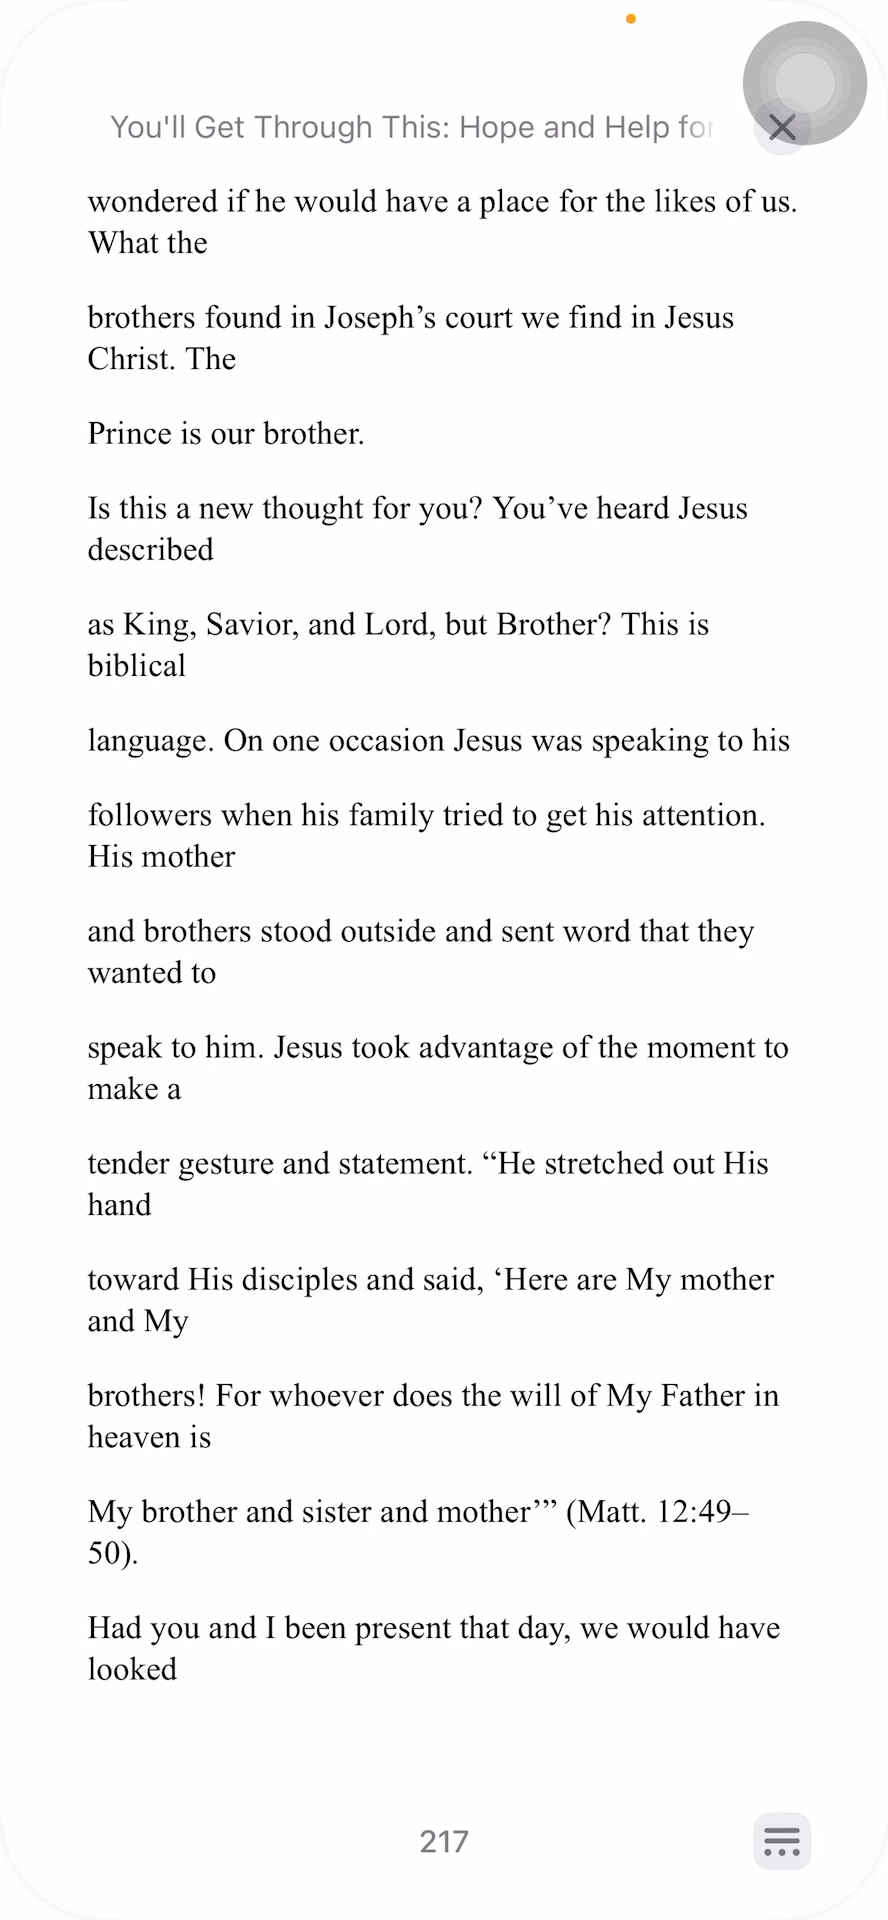 You'll Get Through This: Hope and Help for
wondered if he would have a place for the likes of us.
What the
brothers found in Joseph’s court we find in Jesus
Christ. The
Prince is our brother.
Is this a new thought for you? You’ve heard Jesus
described
as King, Savior, and Lord, but Brother? This is
biblical
language. On one occasion Jesus was speaking to his
followers when his family tried to get his attention.
His mother
and brothers stood outside and sent word that they
wanted to
speak to him. Jesus took advantage of the moment to
make a
tender gesture and statement. “He stretched out His
hand
toward His disciples and said, ‘Here are My mother
and My
brothers! For whoever does the will of My Father in
heaven is
My brother and sister and mother’” (Matt. 12:49–
50).
Had you and I been present that day, we would have
looked
217